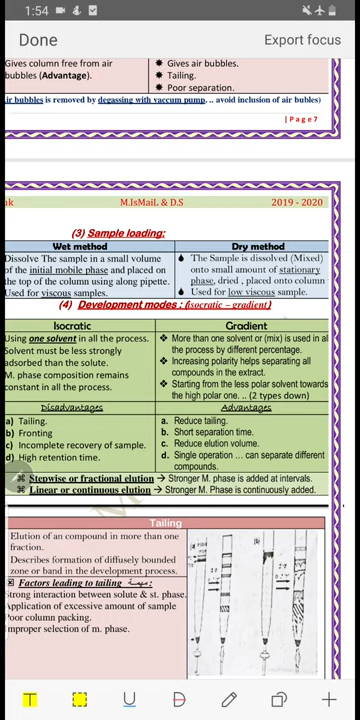 1:54
Done
Export focus
Gives column free from air
bubbles (Advantage).
✷ Gives air bubbles.
✷ Tailing.
✷ Poor separation.
ir bubbles is removed by degassing with vaccum pump. .. avoid inclusion of air bubles)
| P a g e 7
uk
M.IsMaiL & D.S
2019 - 2020
(3) Sample loading:
Wet method
Dry method
Dissolve The sample in a small volume
of the initial mobile phase and placed on
the top of the column using along pipette.
Used for viscous samples.
The Sample is dissolved (Mixed)
onto small amount of stationary
phase, dried , placed onto column
Used for low viscous sample.
(4) Development modes : (isocratic – gradient)
Isocratic
Gradient
Using one solvent in all the process.
Solvent must be less strongly
adsorbed than the solute.
M. phase composition remains
constant in all the process.
❖ More than one solvent or (mix) is used in al
the process by different percentage.
❖ Increasing polarity helps separating all
compounds in the extract.
❖ Starting from the less polar solvent towards
the high polar one. .. (2 types down)
Disadvantages
Advantages
a) Tailing.
b) Fronting
c) Incomplete recovery of sample.
d) High retention time.
a. Reduce tailing.
b. Short separation time.
c. Reduce elution volume.
d. Single operation ... can separate different
compounds.
⌘ Stepwise or fractional elution → Stronger M. phase is added at intervals.
⌘ Linear or continuous elution → Stronger M. Phase is continuously added.
Tailing
Elution of an compound in more than one
fraction.
Describes formation of diffusely bounded
zone or band in the development process.
Factors leading to tailing :
Strong interaction between solute & st. phase.
Application of excessive amount of sample
Poor column packing.
Improper selection of m. phase.
T
U
D